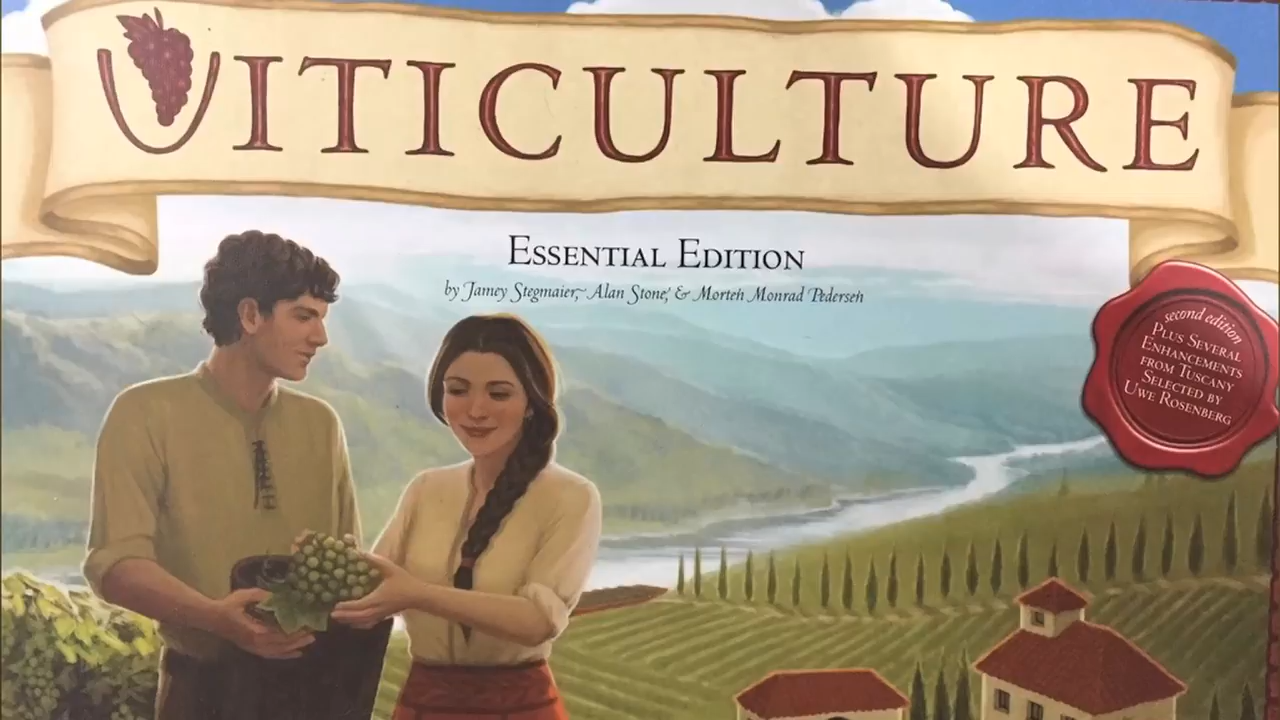 VITICULTURE
ESSENTIAL EDITION
by Jamey Stegmaier, Alan Stone, & Morten Monrad Pedersen
second edition
PLUS SEVERAL
ENHANCEMENTS
FROM TUSCANY
SELECTED BY
UWE ROSENBERG